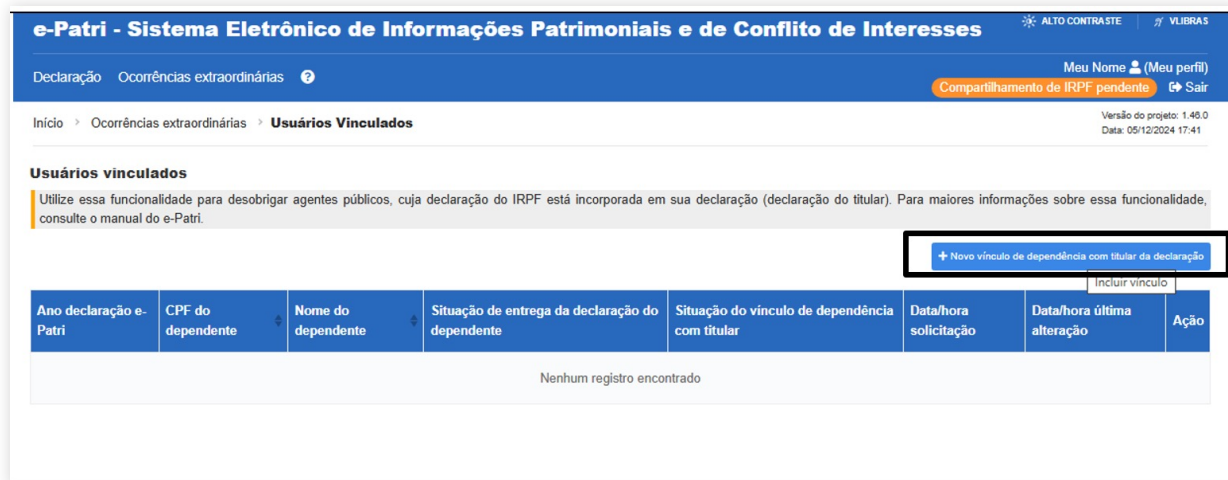 e-Patri - Sistema Eletrônico de Informações Patrimoniais e de Conflito de Interesses
ALTO CONTRASTE
VLIBRAS
Declaração Ocorrências extraordinárias ?
Meu Nome (Meu perfil)
Compartilhamento de IRPF pendente Sair
Início > Ocorrências extraordinárias > Usuários Vinculados
Versão do projeto: 1.46.0
Data: 05/12/2024 17:41
Usuários vinculados
Utilize essa funcionalidade para desobrigar agentes públicos, cuja declaração do IRPF está incorporada em sua declaração (declaração do titular). Para maiores informações sobre essa funcionalidade,
consulte o manual do e-Patri.
+ Novo vínculo de dependência com titular da declaração
Incluir vínculo
Ano declaração e-
Patri
CPF do
dependente
Nome do
dependente
Situação de entrega da declaração do
dependente
Situação do vínculo de dependência
com titular
Data/hora
solicitação
Data/hora última
alteração
Ação
Nenhum registro encontrado